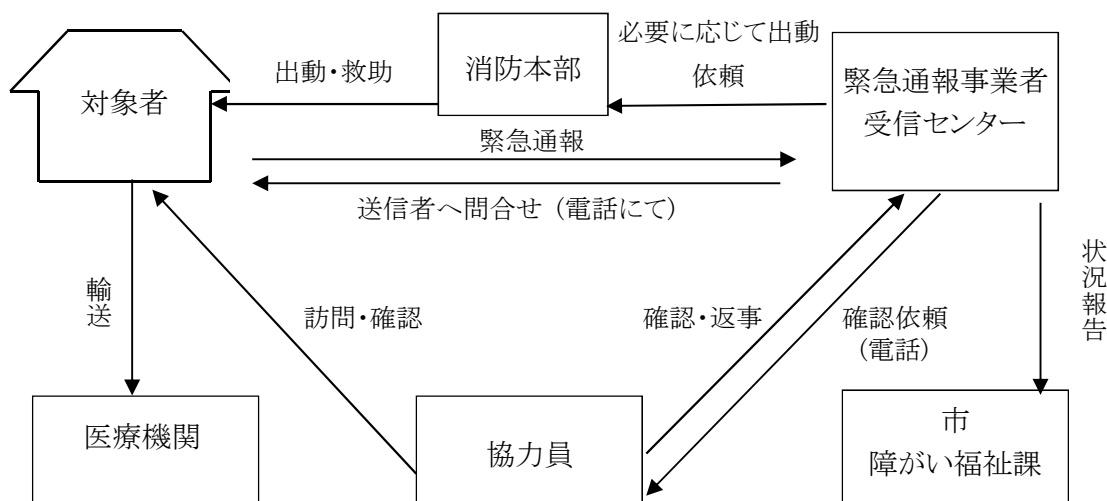 必要に応じて出動
依頼
消防本部
出動・救助
対象者
緊急通報事業者
受信センター
緊急通報
送信者へ問合せ（電話にて）
輸送
訪問・確認
確認・返事
確認依頼
（電話）
状況報告
医療機関
協力員
市
障がい福祉課